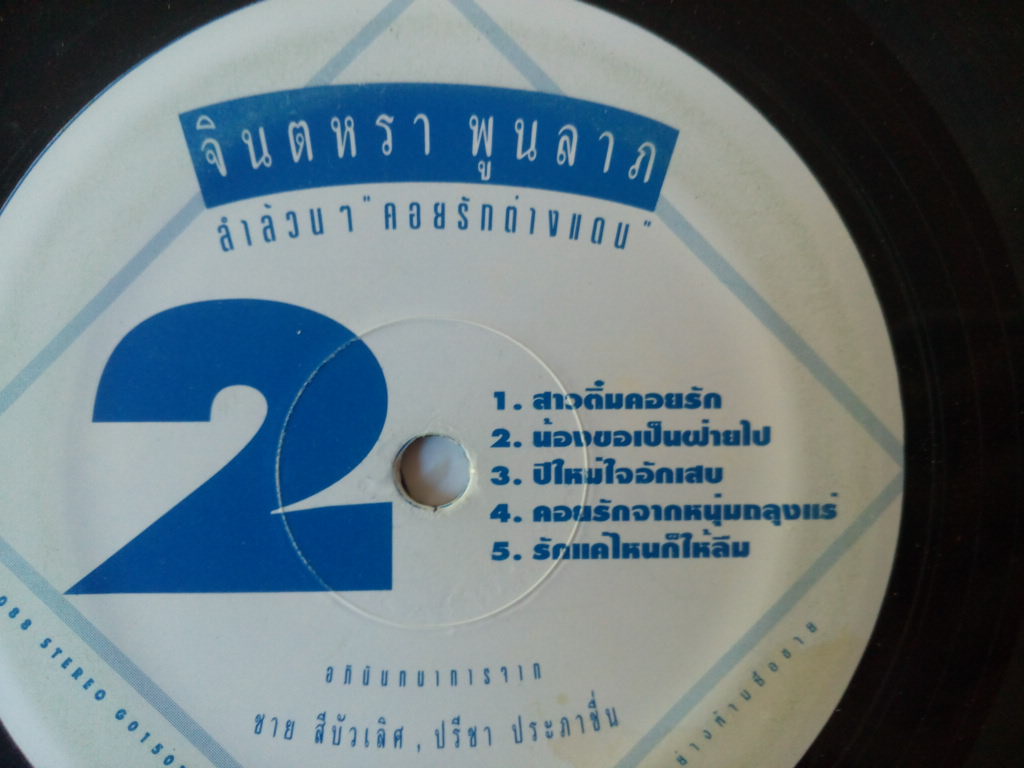 จินตหรา พูนลาภ
ลำล้วนๆ "คอยรักต่างแดน"
2
1. สาวติ๋มคอยรัก
2. น้องขอเป็นฝ่ายไป
3. ปีใหม่ใจอักเสบ
4. คอยรักจากหนุ่มถลุงแร่
5. รักแค่ไหนก็ให้ลืม
อภินันทนาการจาก
ชาย สีบัวเลิศ, ปรีชา ประภาชื่น
088 STEREO G0150